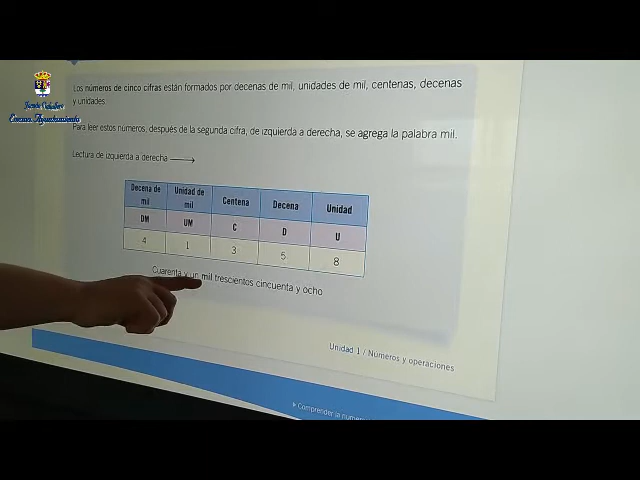 Los números de cinco cifras están formados por decenas de mil, unidades de mil, centenas, decenas
y unidades
Para leer estos números, después de la segunda cifra, de izquierda a derecha, se agrega la palabra mil.
Lectura de izquierda a derecha
Decena de mil Unidad de mil Centena Decena Unidad
DM UM C D U
4 1 3 5 8
Cuarenta y un mil trescientos cincuenta y ocho
Unidad 1 / Números y operaciones
Comprender la